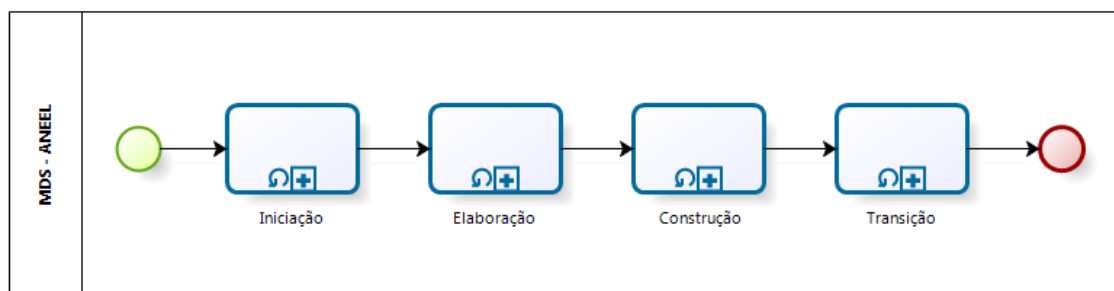 MDS - ANEEL
Iniciação
Elaboração
Construção
Transição